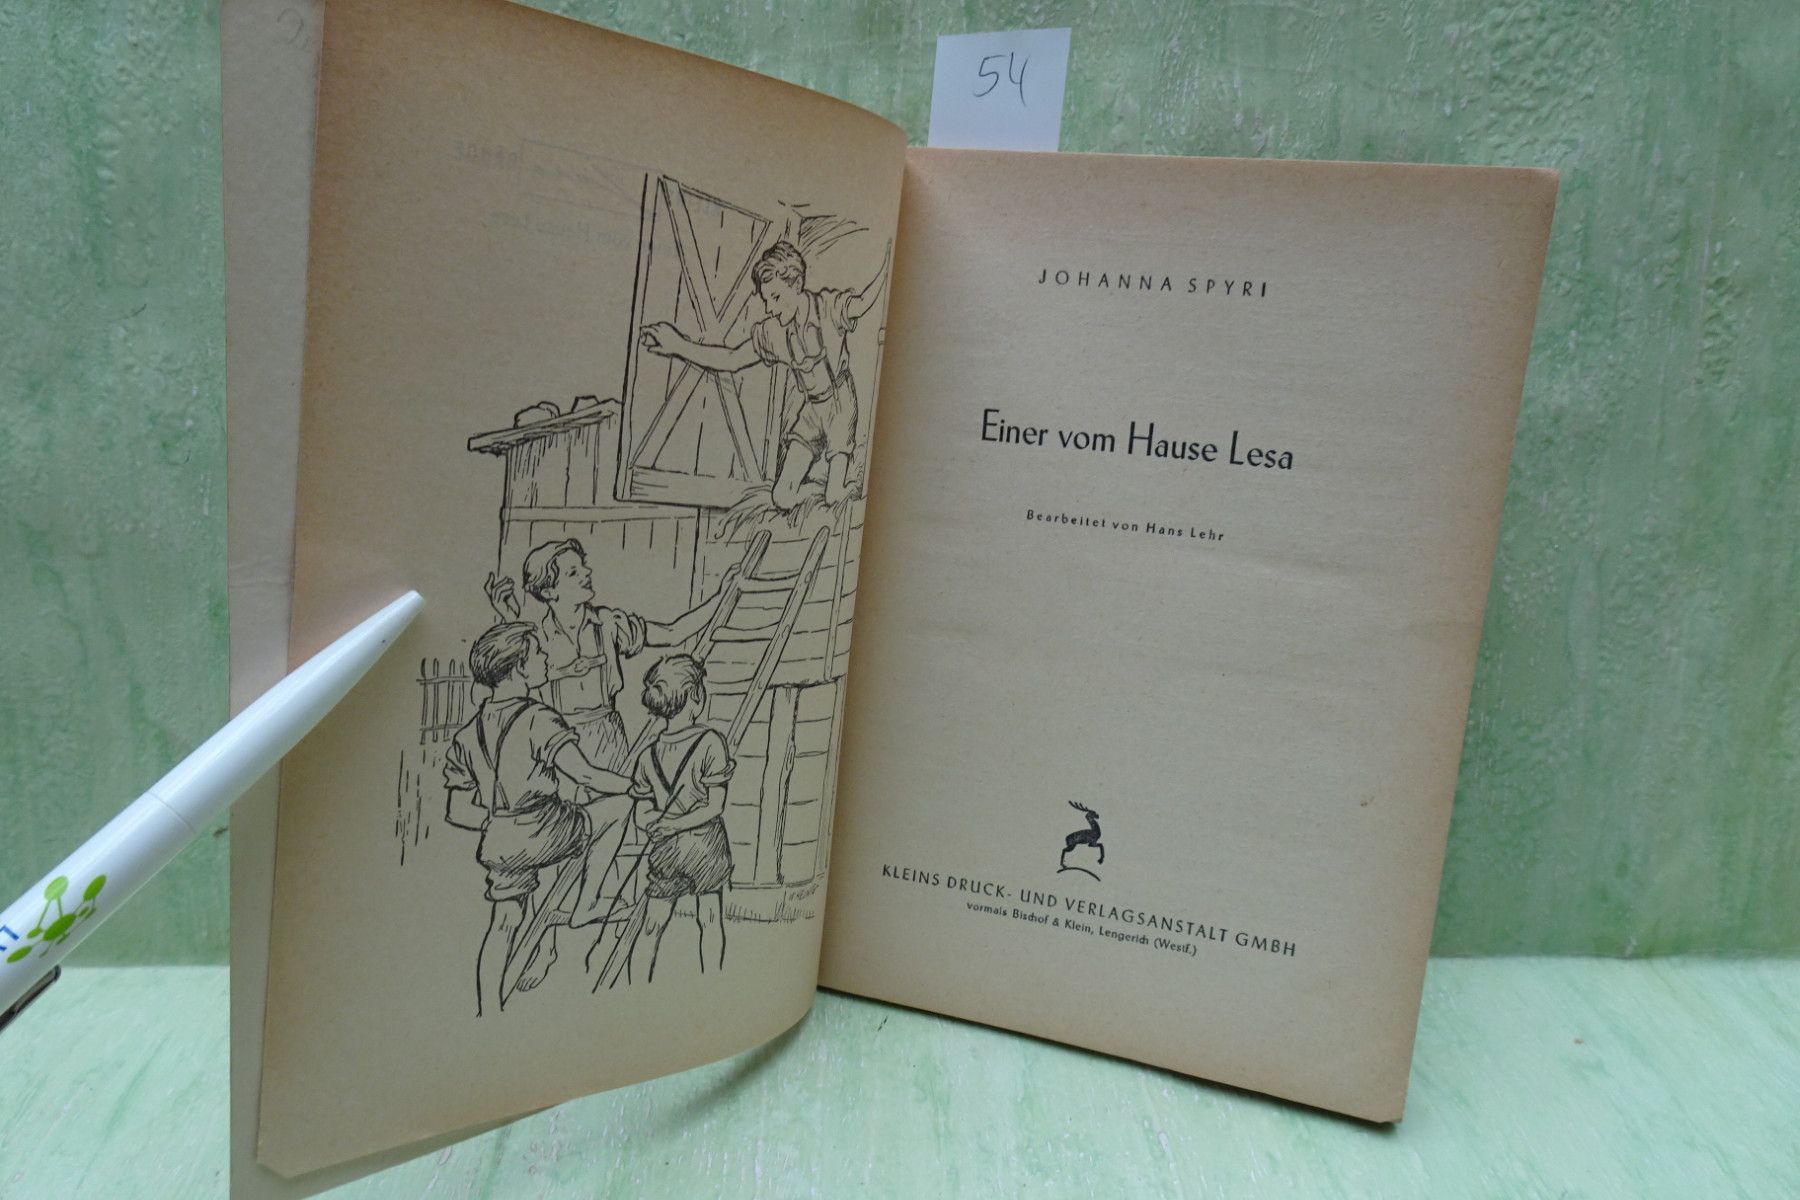 54
JOHANNA SPYRI
Einer vom Hause Lesa
Bearbeitet von Hans Lehr
KLEINS DRUCK- UND VERLAGSANSTALT GMBH
vormals Bischof & Klein, Lengerich (Westf.)